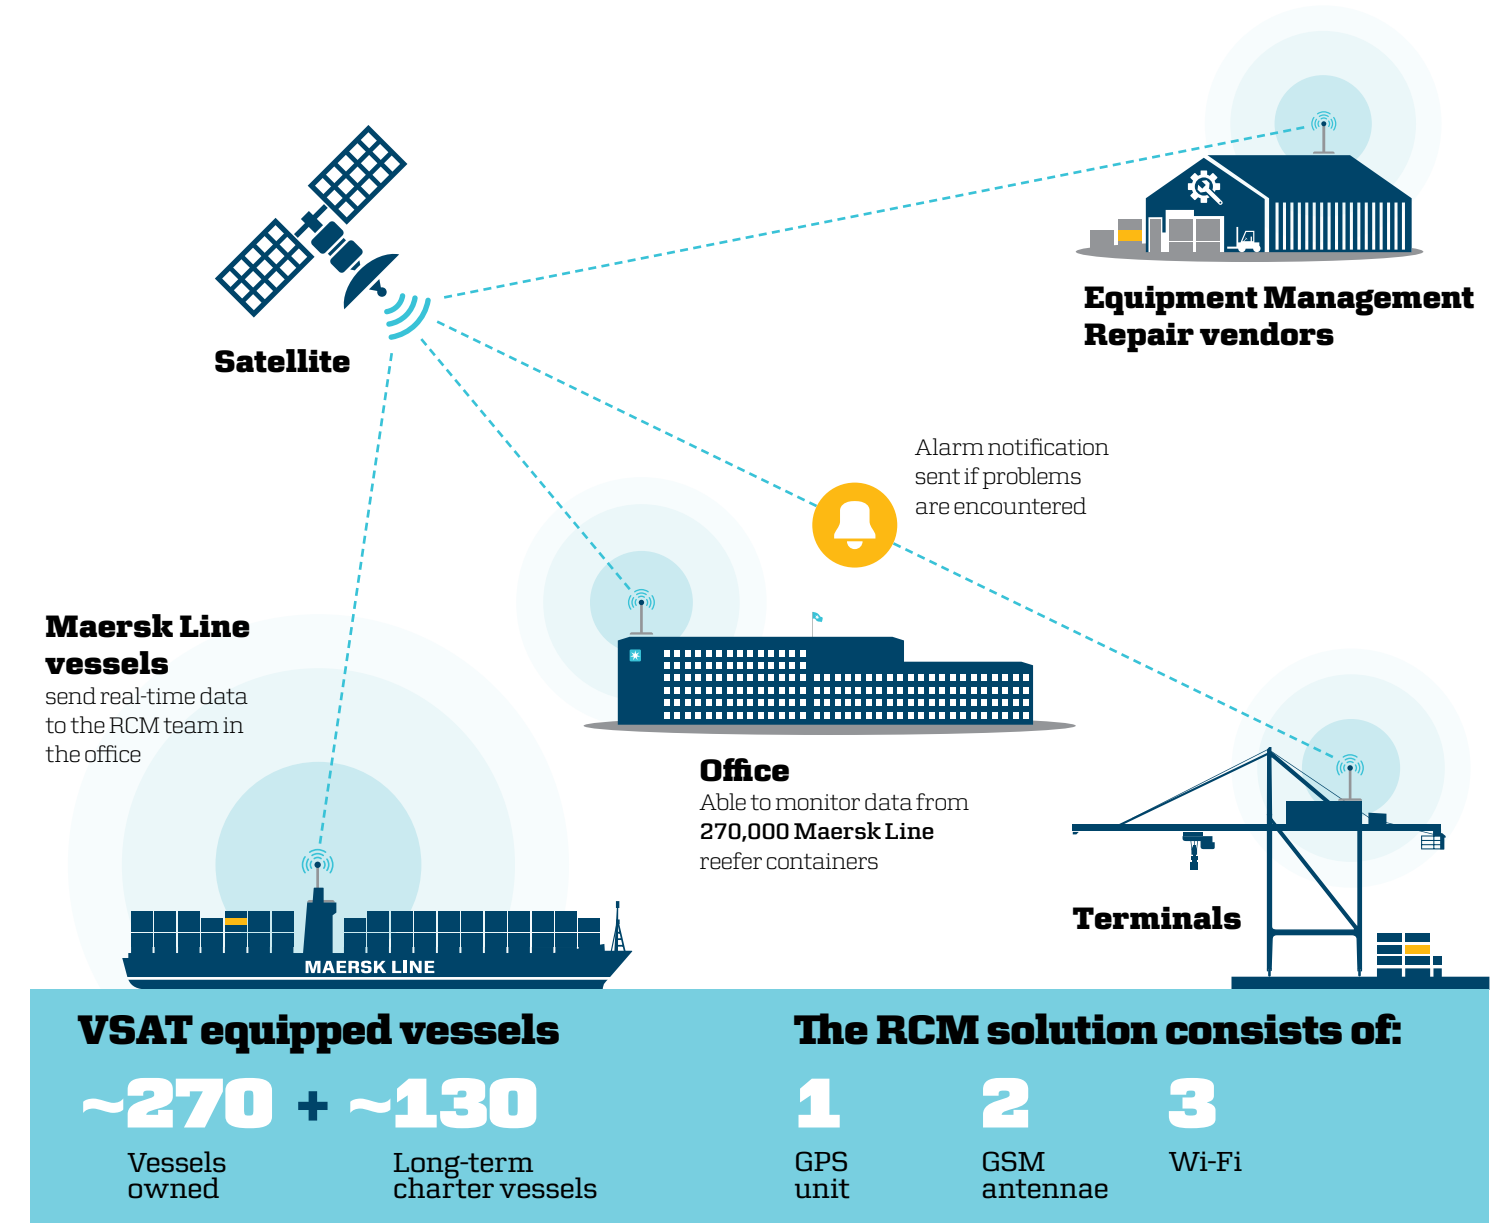 Satellite
Equipment Management
Repair vendors
Alarm notification
sent if problems
are encountered
Maersk Line
vessels
send real-time data
to the RCM team in
the office
Office
Able to monitor data from
270,000 Maersk Line
reefer containers
Terminals
MAERSK LINE
VSAT equipped vessels
~270 + ~130
Vessels
owned
Long-term
charter vessels
The RCM solution consists of:
1 2 3
GPS
unit
GSM
antennae
Wi-Fi